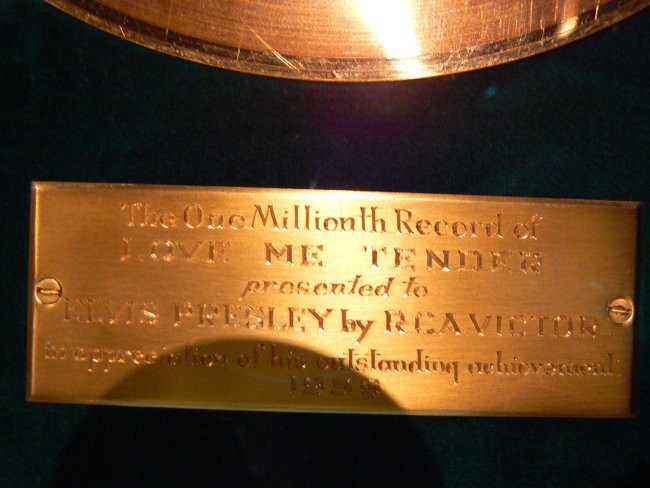 The One Millionth Record of
LOVE ME TENDER
presented to
ELVIS PRESLEY by RCA VICTOR
in appreciation of his outstanding achievement
1956